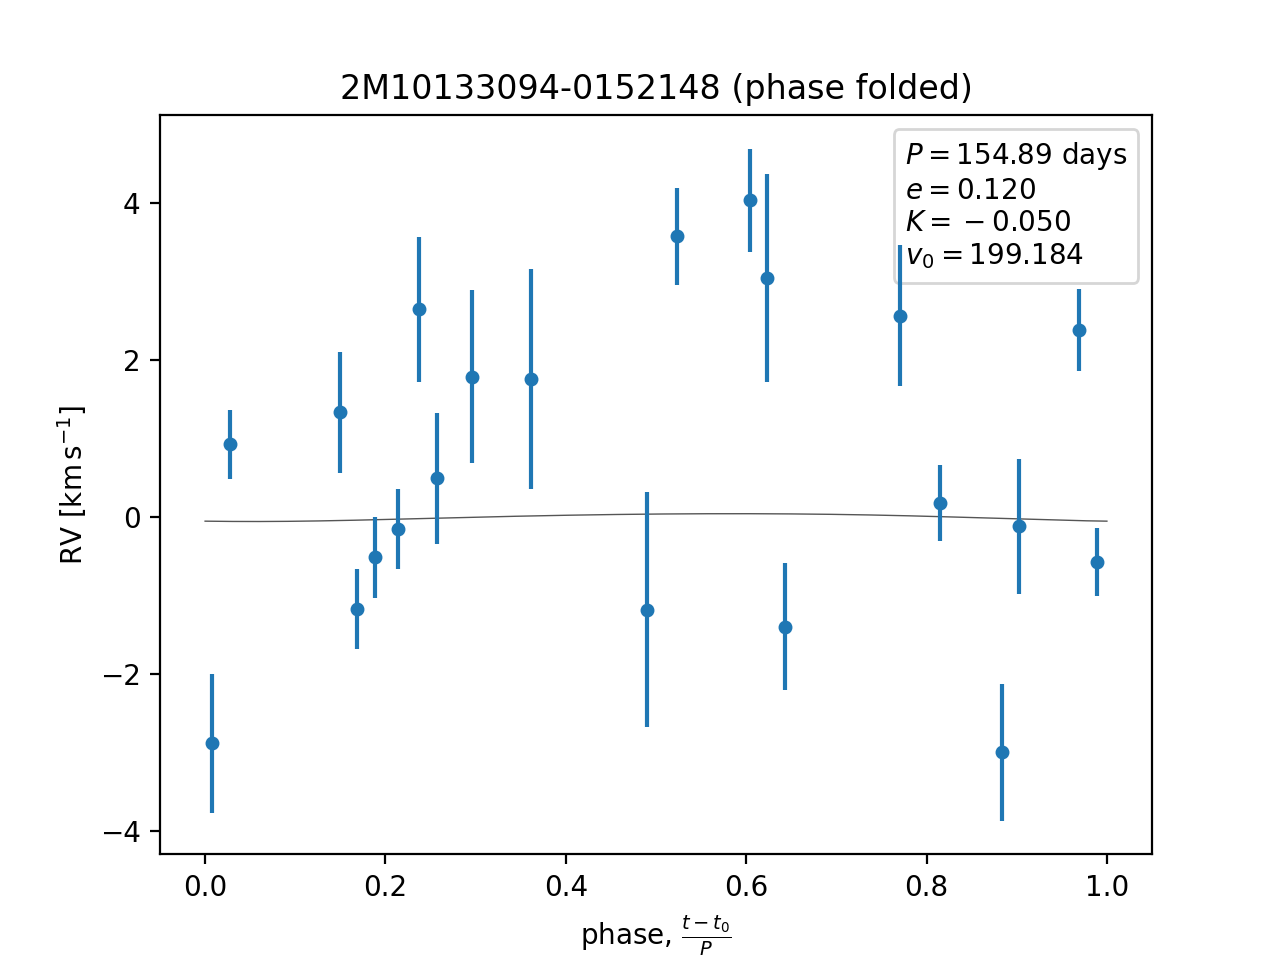 2M10133094-0152148 (phase folded)
P = 154.89 days
e = 0.120
K = −0.050
v₀ = 199.184
RV [km s⁻¹]
4
2
0
−2
−4
0.0 0.2 0.4 0.6 0.8 1.0
phase, (t − t₀)/P